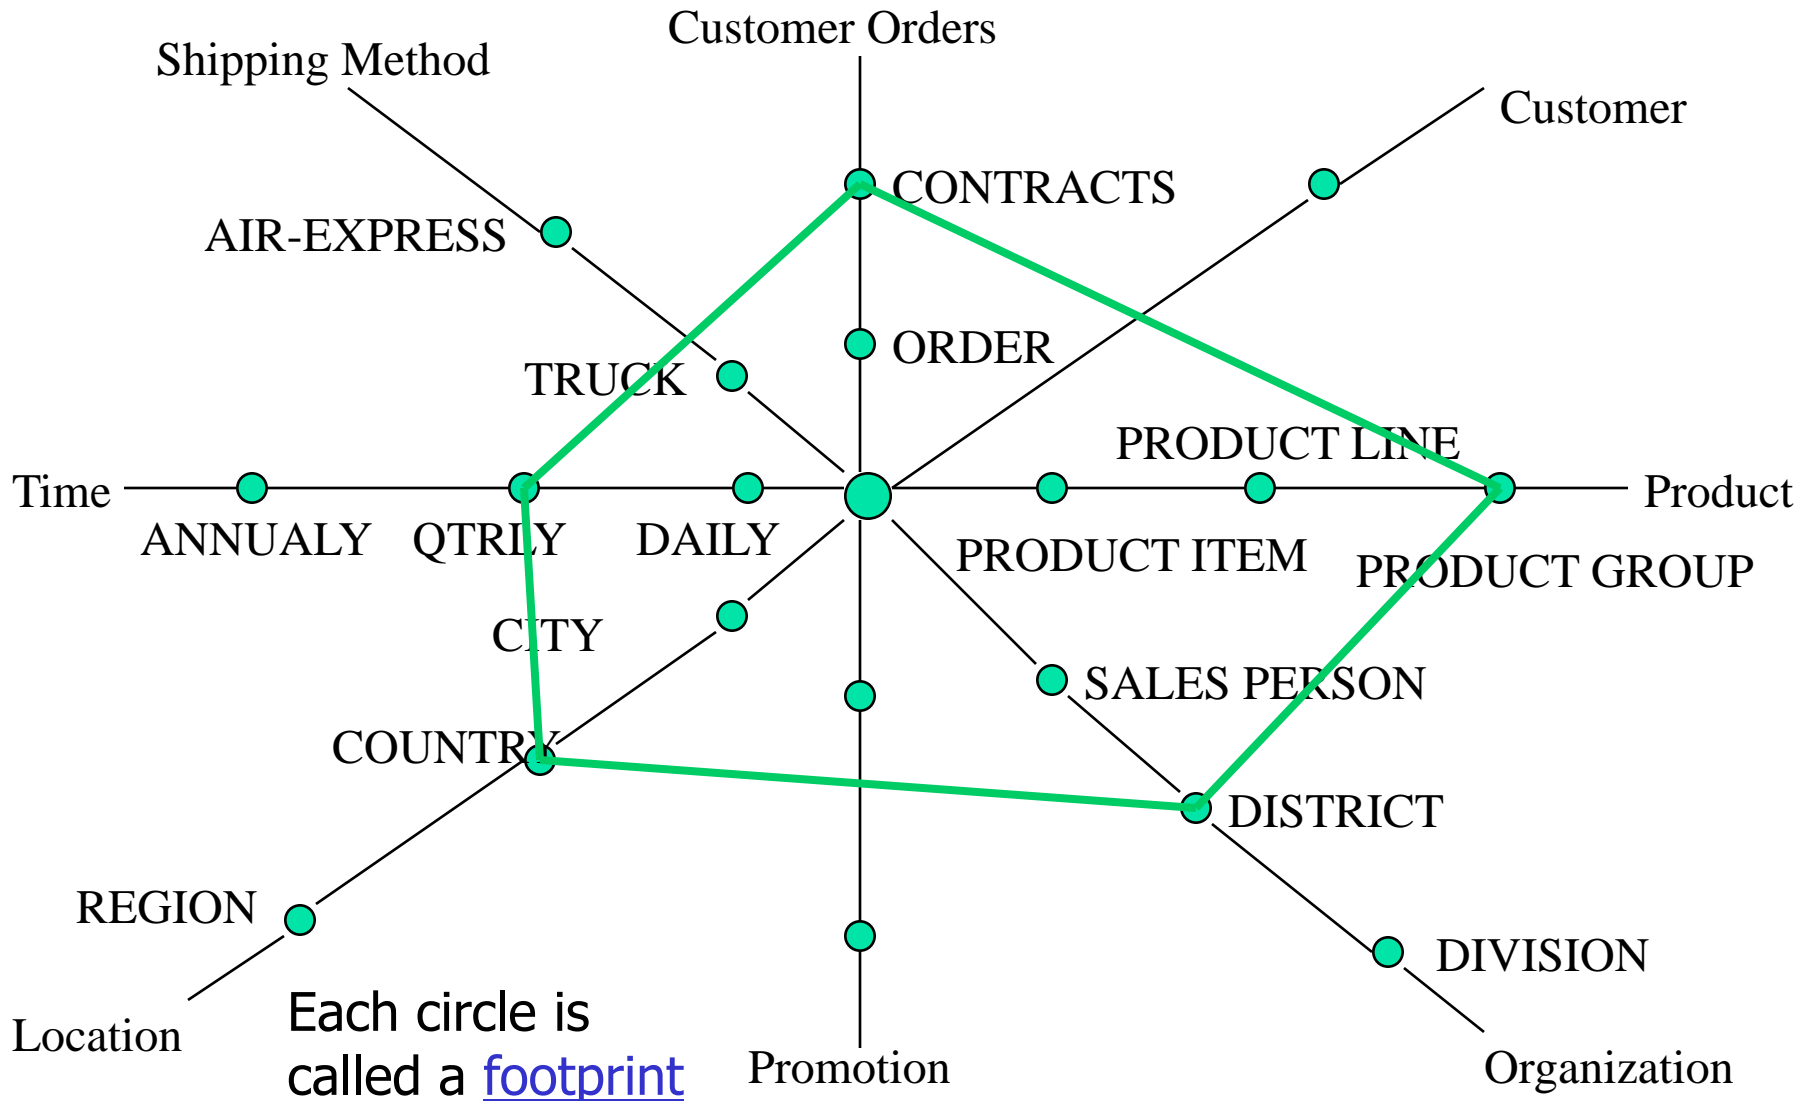 Customer Orders
Shipping Method
Customer
CONTRACTS
AIR-EXPRESS
ORDER
TRUCK
PRODUCT LINE
Time
Product
ANNUALY
QTRLY
DAILY
PRODUCT ITEM
PRODUCT GROUP
CITY
SALES PERSON
COUNTRY
DISTRICT
REGION
DIVISION
Location
Each circle is
called a footprint
Promotion
Organization